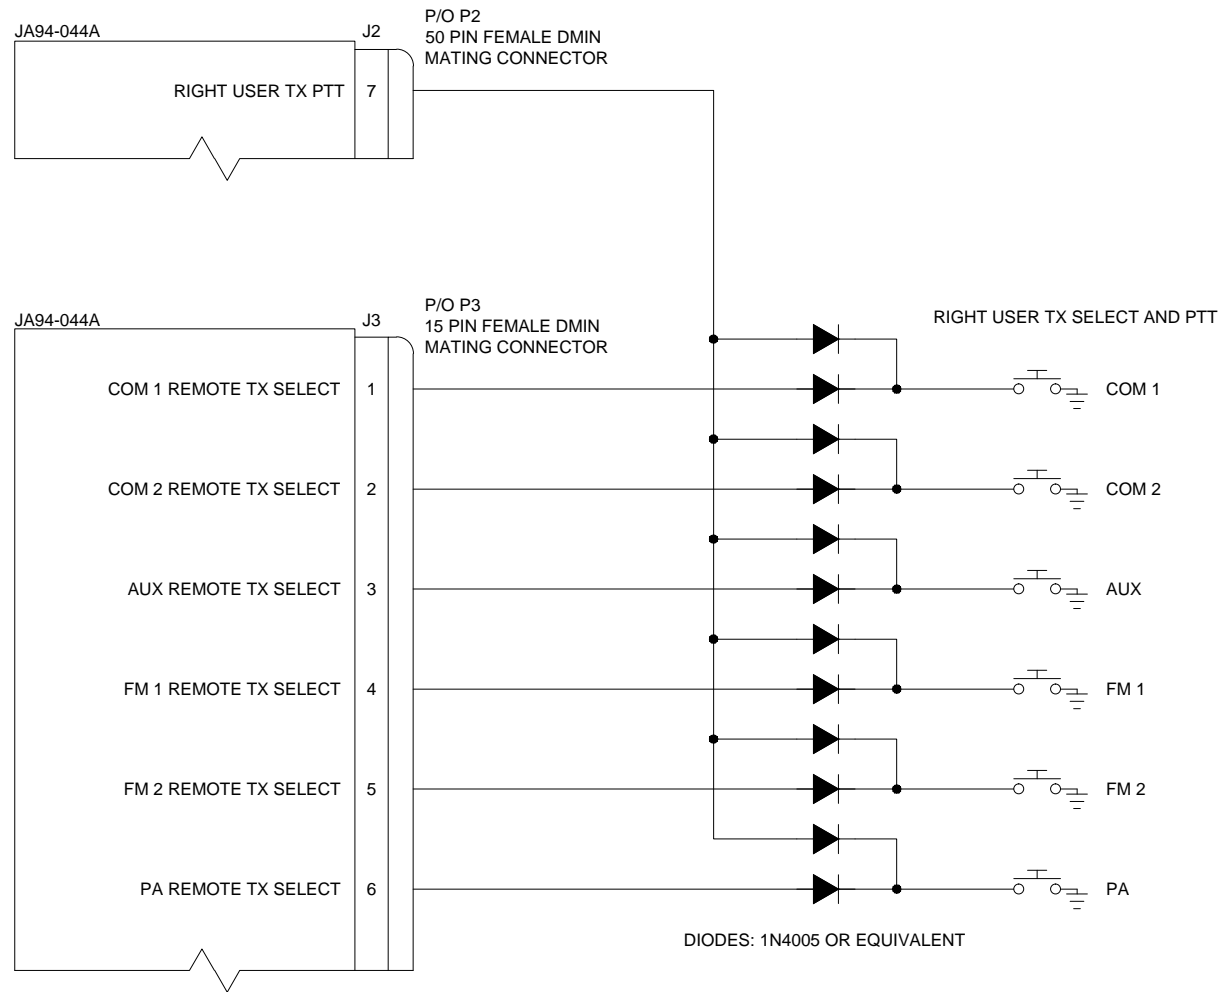 JA94-044A
J2
P/O P2
50 PIN FEMALE DMIN
MATING CONNECTOR
RIGHT USER TX PTT 7
JA94-044A
J3
P/O P3
15 PIN FEMALE DMIN
MATING CONNECTOR
RIGHT USER TX SELECT AND PTT
COM 1 REMOTE TX SELECT 1
COM 1
COM 2 REMOTE TX SELECT 2
COM 2
AUX REMOTE TX SELECT 3
AUX
FM 1 REMOTE TX SELECT 4
FM 1
FM 2 REMOTE TX SELECT 5
FM 2
PA REMOTE TX SELECT 6
PA
DIODES: 1N4005 OR EQUIVALENT